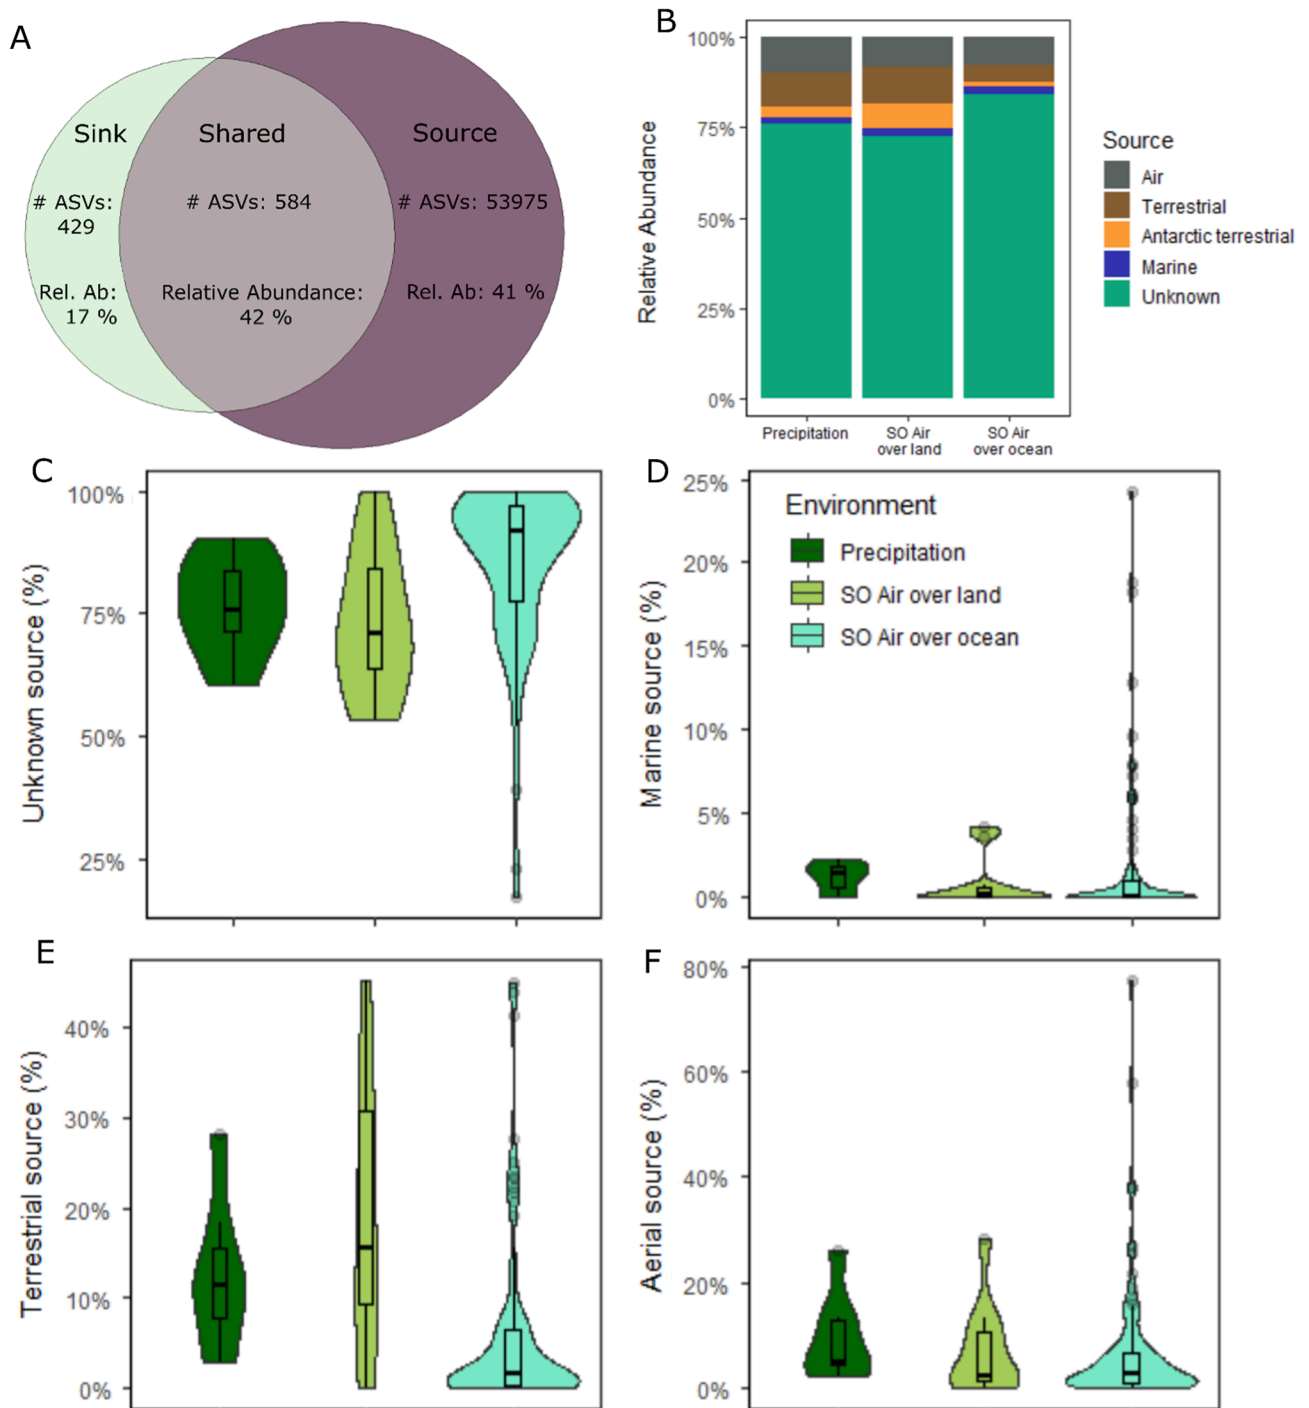 A
Sink
Shared
Source
# ASVs:
429
# ASVs: 584
# ASVs: 53975
Rel. Ab:
17 %
Relative Abundance:
42 %
Rel. Ab: 41 %
B
Relative Abundance
100%
75%
50%
25%
0%
Precipitation
SO Air
over land
SO Air
over ocean
Source
Air
Terrestrial
Antarctic terrestrial
Marine
Unknown
C
Unknown source (%)
100%
75%
50%
25%
D
Marine source (%)
25%
20%
15%
10%
5%
0%
Environment
Precipitation
SO Air over land
SO Air over ocean
E
Terrestrial source (%)
40%
30%
20%
10%
0%
F
Aerial source (%)
80%
60%
40%
20%
0%